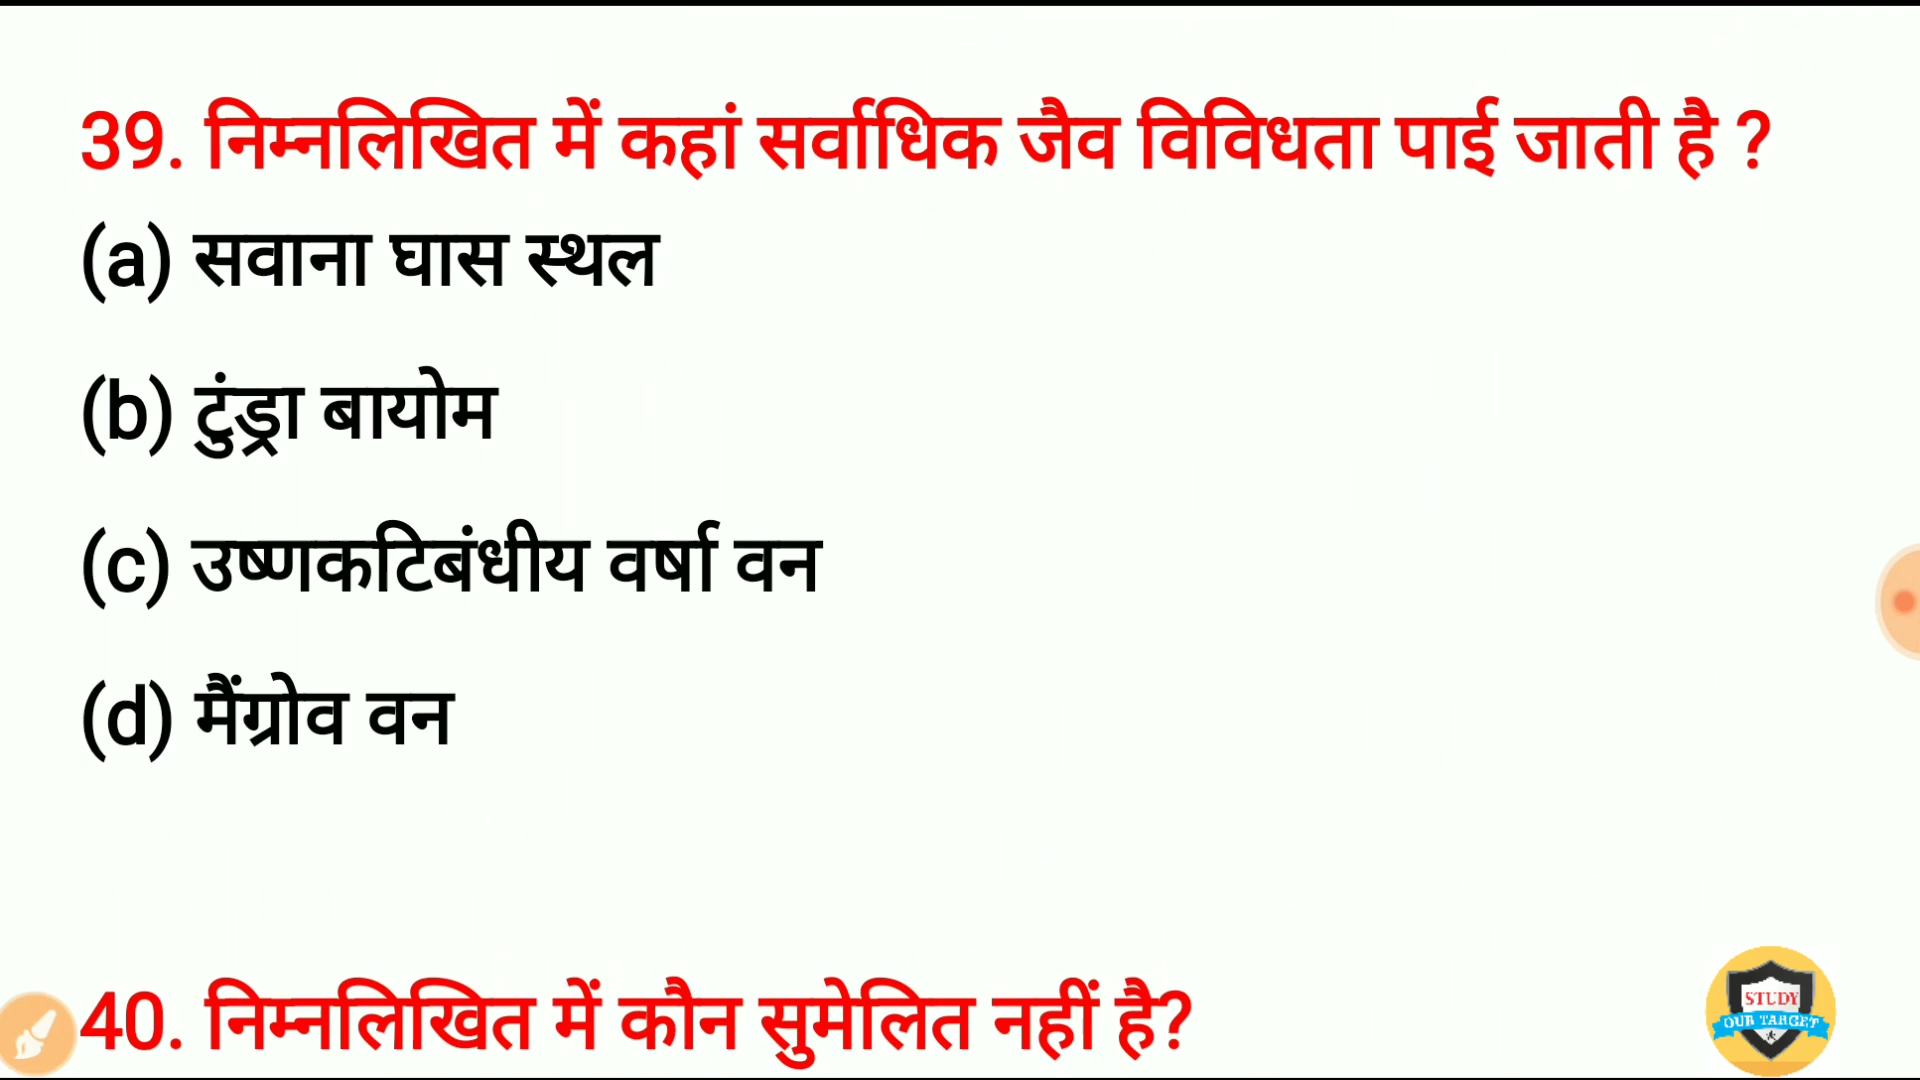 39. निम्नलिखित में कहां सर्वाधिक जैव विविधता पाई जाती है ?
(a) सवाना घास स्थल
(b) टुंड्रा बायोम
(c) उष्णकटिबंधीय वर्षा वन
(d) मैंग्रोव वन
40. निम्नलिखित में कौन सुमेलित नहीं है?
STUDY
OUR TARGET